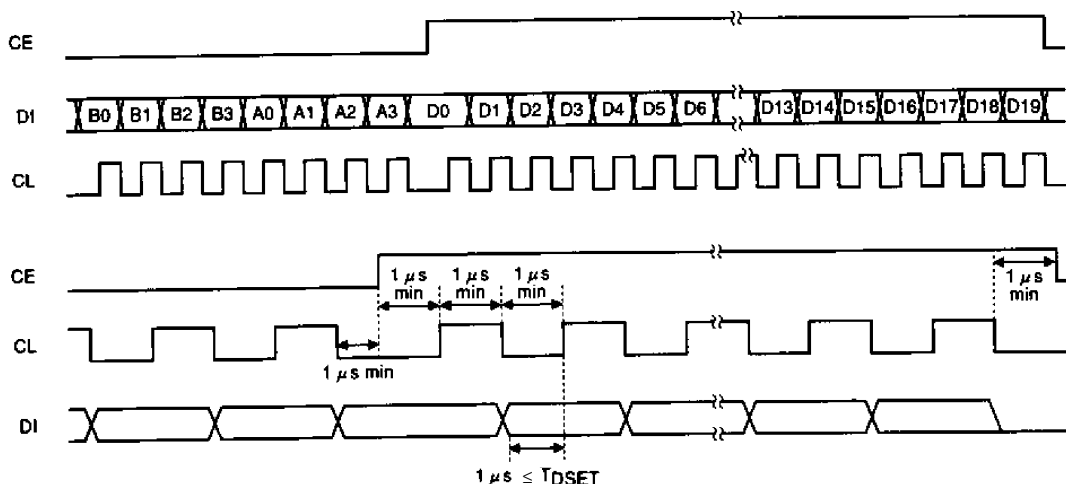 CE
DI B0 B1 B2 B3 A0 A1 A2 A3 D0 D1 D2 D3 D4 D5 D6 D13 D14 D15 D16 D17 D18 D19
CL
CE
1 μs min 1 μs min 1 μs min 1 μs min
CL
1 μs min
DI
1 μs ≤ TDSET